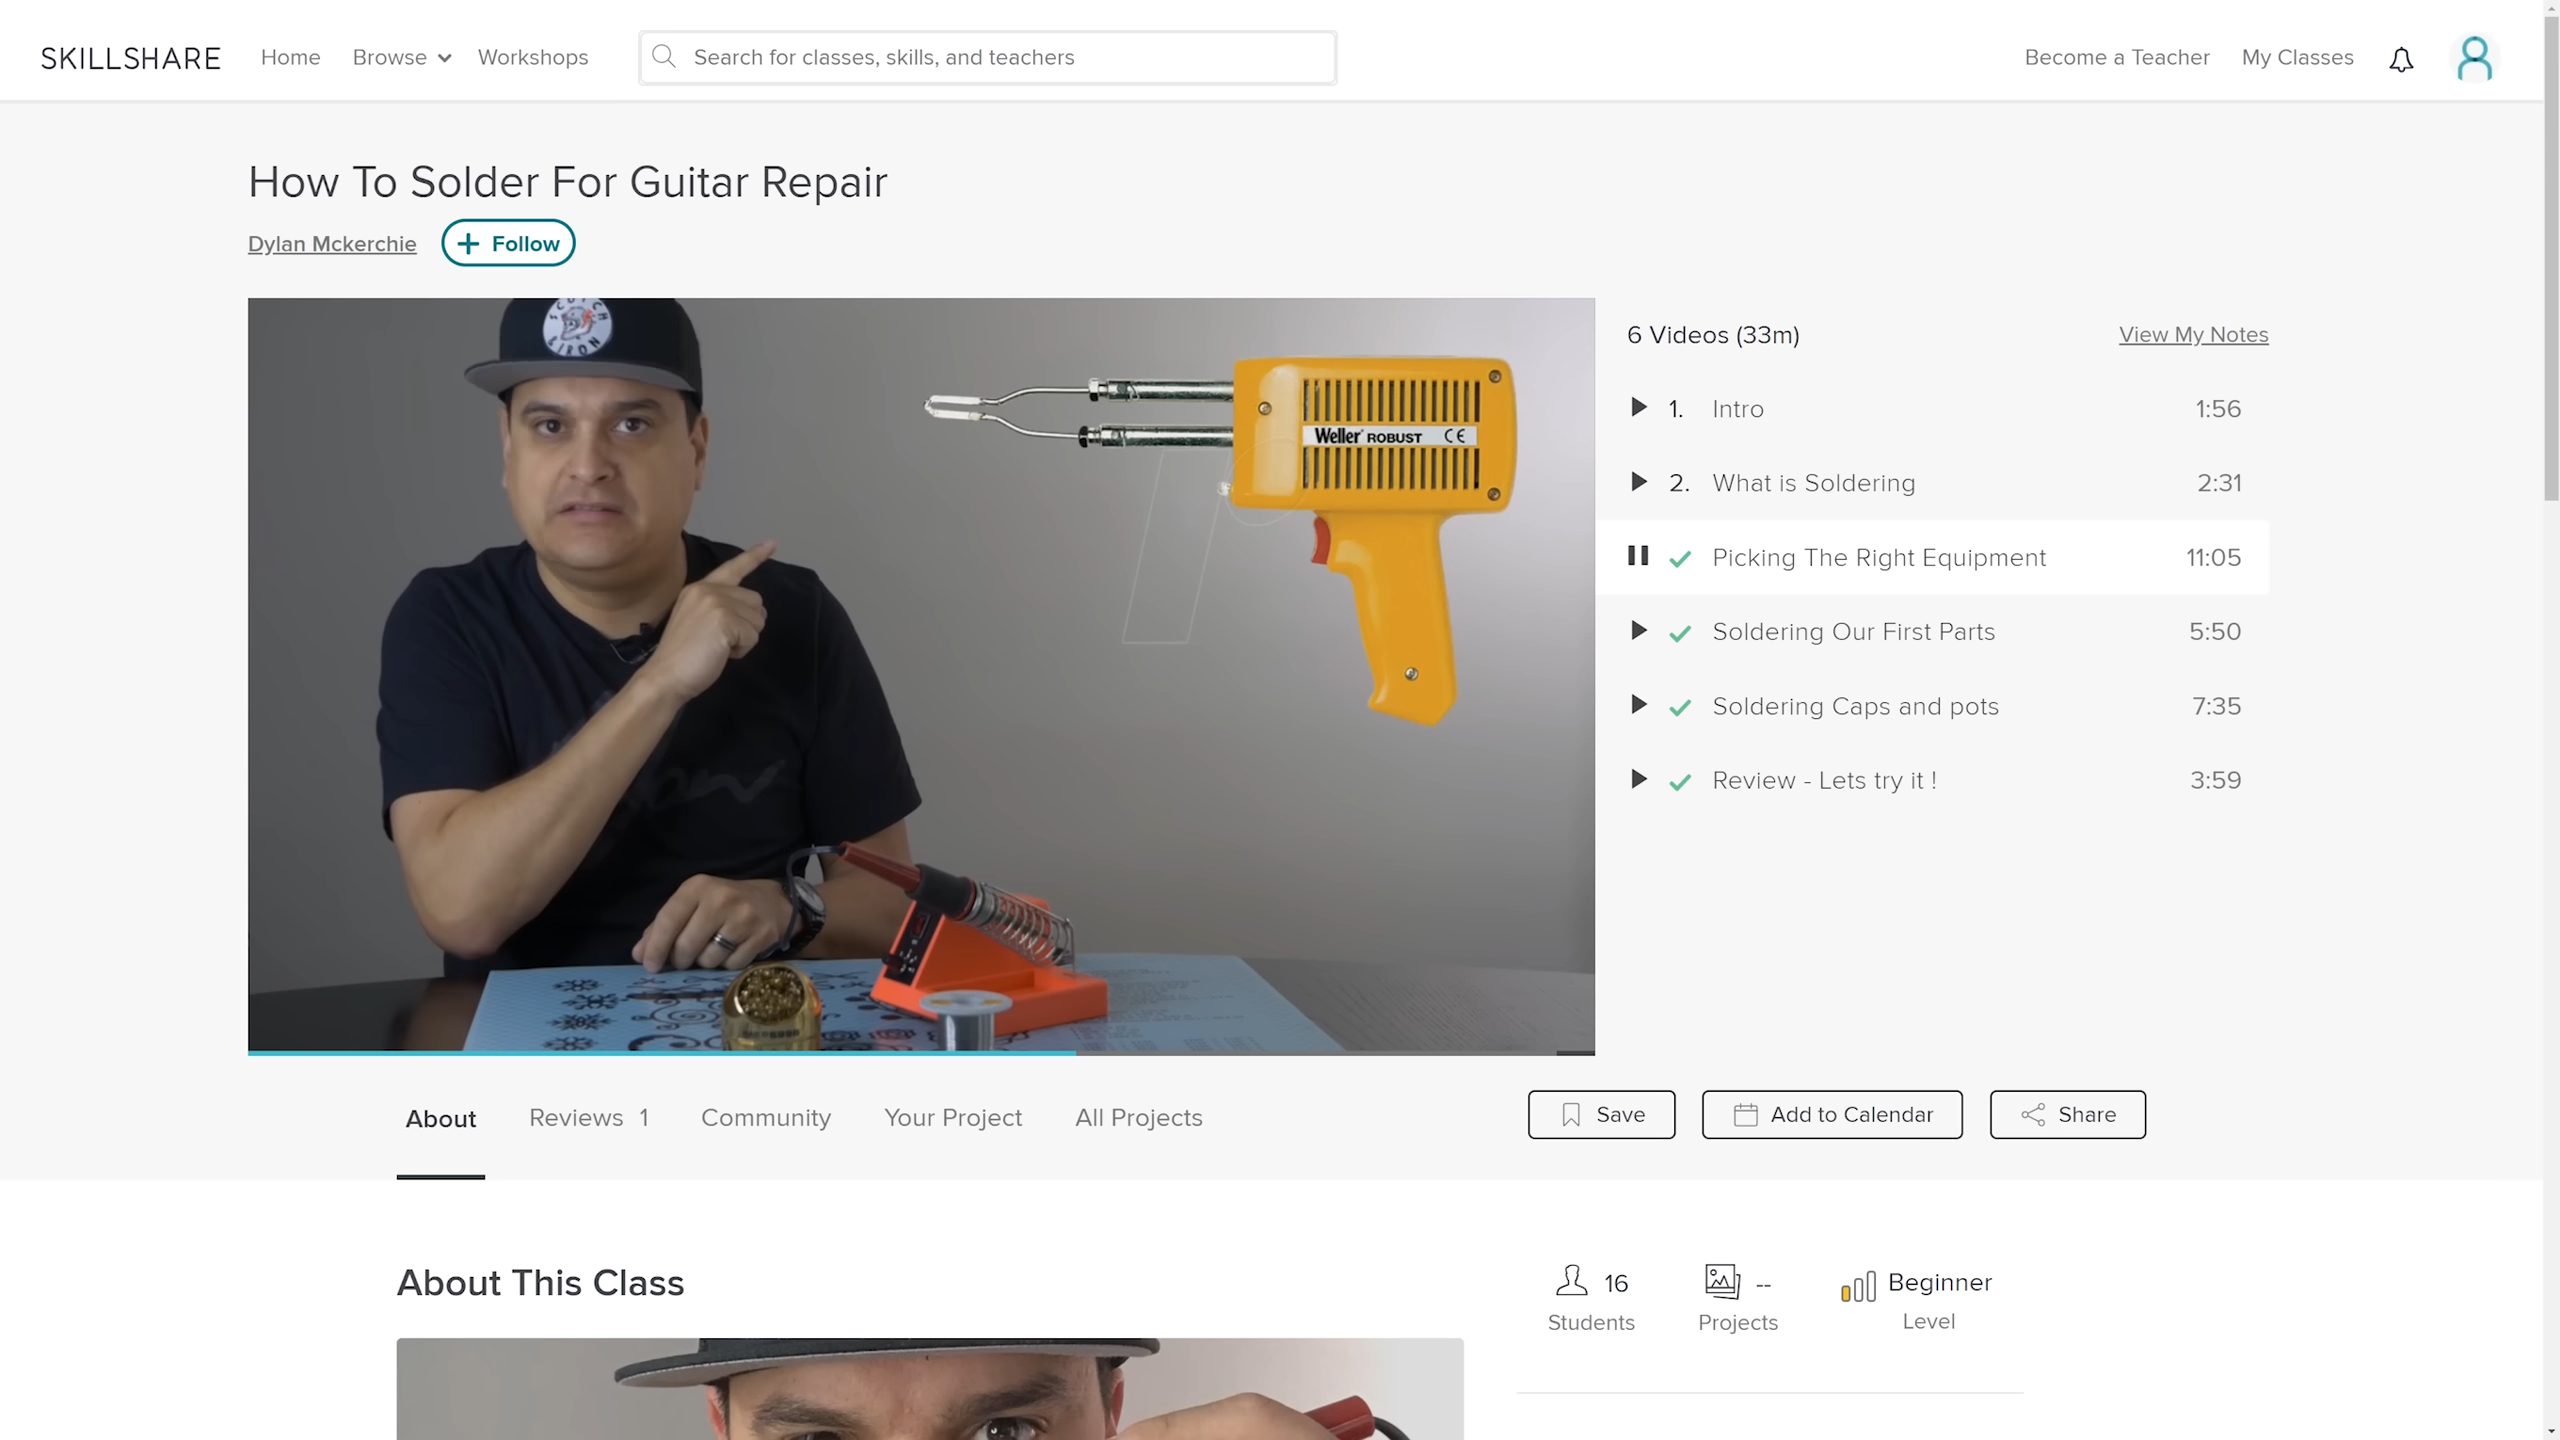 SKILLSHARE
Home
Browse
Workshops
Search for classes, skills, and teachers
Become a Teacher
My Classes
How To Solder For Guitar Repair
Dylan Mckerchie
Follow
& IRON
Weller ROBUST CE
6 Videos (33m)
View My Notes
1. Intro 1:56
2. What is Soldering 2:31
Picking The Right Equipment 11:05
Soldering Our First Parts 5:50
Soldering Caps and pots 7:35
Review - Lets try it ! 3:59
About
Reviews 1
Community
Your Project
All Projects
Save
Add to Calendar
Share
About This Class
16
Students
--
Projects
Beginner
Level